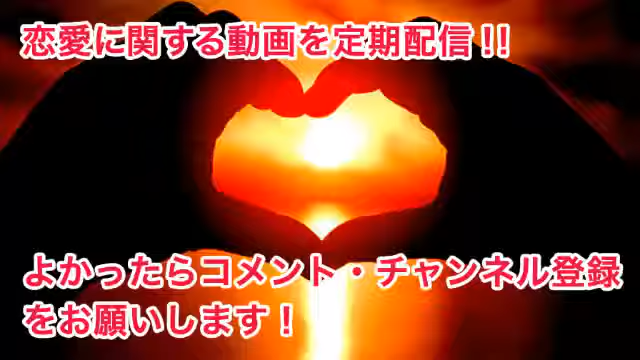 恋愛に関する動画を定期配信!!
よかったらコメント・チャンネル登録
をお願いします！